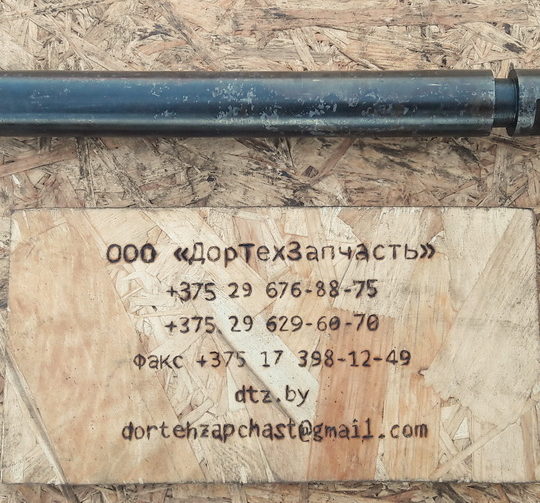 ООО «ДорТехЗапчасть»
+375 29 676-88-75
+375 29 629-60-70
Факс +375 17 398-12-49
dtz.by
dortehzapchast@gmail.com